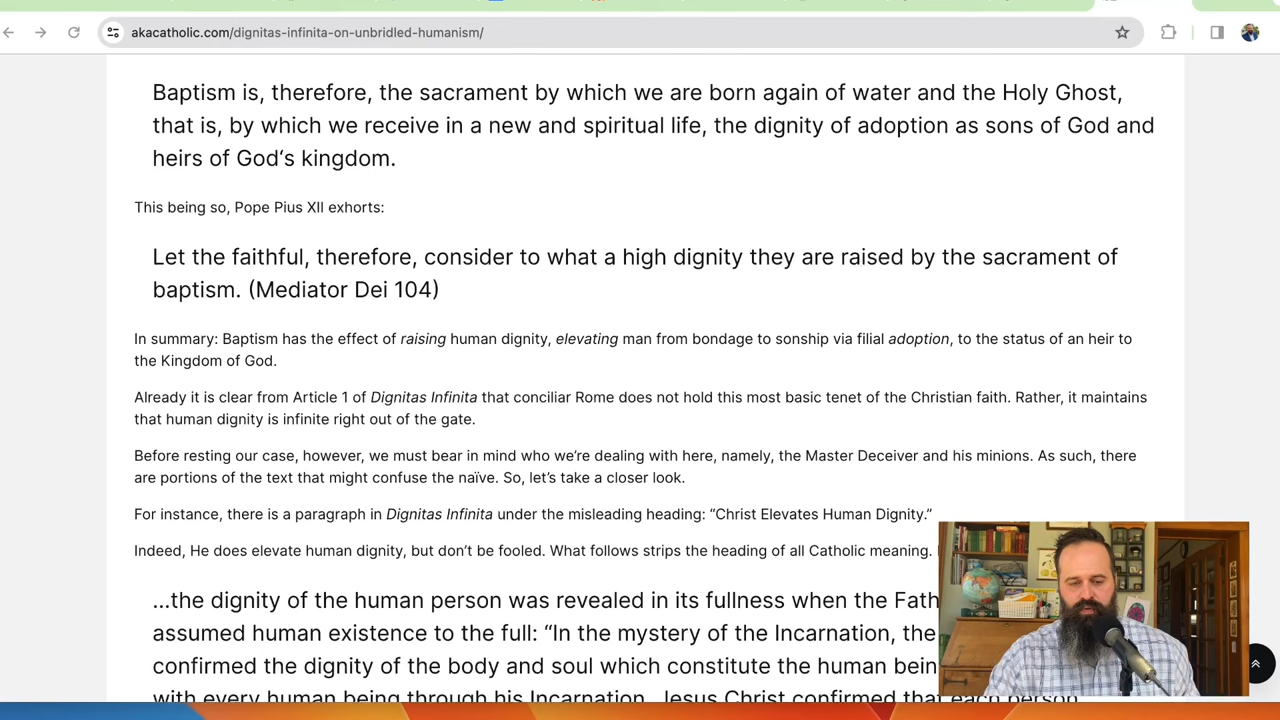 akacatholic.com/dignitas-infinita-on-unbridled-humanism/
Baptism is, therefore, the sacrament by which we are born again of water and the Holy Ghost,
that is, by which we receive in a new and spiritual life, the dignity of adoption as sons of God and
heirs of God‘s kingdom.
This being so, Pope Pius XII exhorts:
Let the faithful, therefore, consider to what a high dignity they are raised by the sacrament of
baptism. (Mediator Dei 104)
In summary: Baptism has the effect of raising human dignity, elevating man from bondage to sonship via filial adoption, to the status of an heir to
the Kingdom of God.
Already it is clear from Article 1 of Dignitas Infinita that conciliar Rome does not hold this most basic tenet of the Christian faith. Rather, it maintains
that human dignity is infinite right out of the gate.
Before resting our case, however, we must bear in mind who we’re dealing with here, namely, the Master Deceiver and his minions. As such, there
are portions of the text that might confuse the naïve. So, let’s take a closer look.
For instance, there is a paragraph in Dignitas Infinita under the misleading heading: “Christ Elevates Human Dignity.”
Indeed, He does elevate human dignity, but don’t be fooled. What follows strips the heading of all Catholic meaning.
…the dignity of the human person was revealed in its fullness when the
assumed human existence to the full: “In the mystery of the Incarnation, the
confirmed the dignity of the body and soul which constitute the human
with every human being through his Incarnation, Jesus Christ confirmed that each person